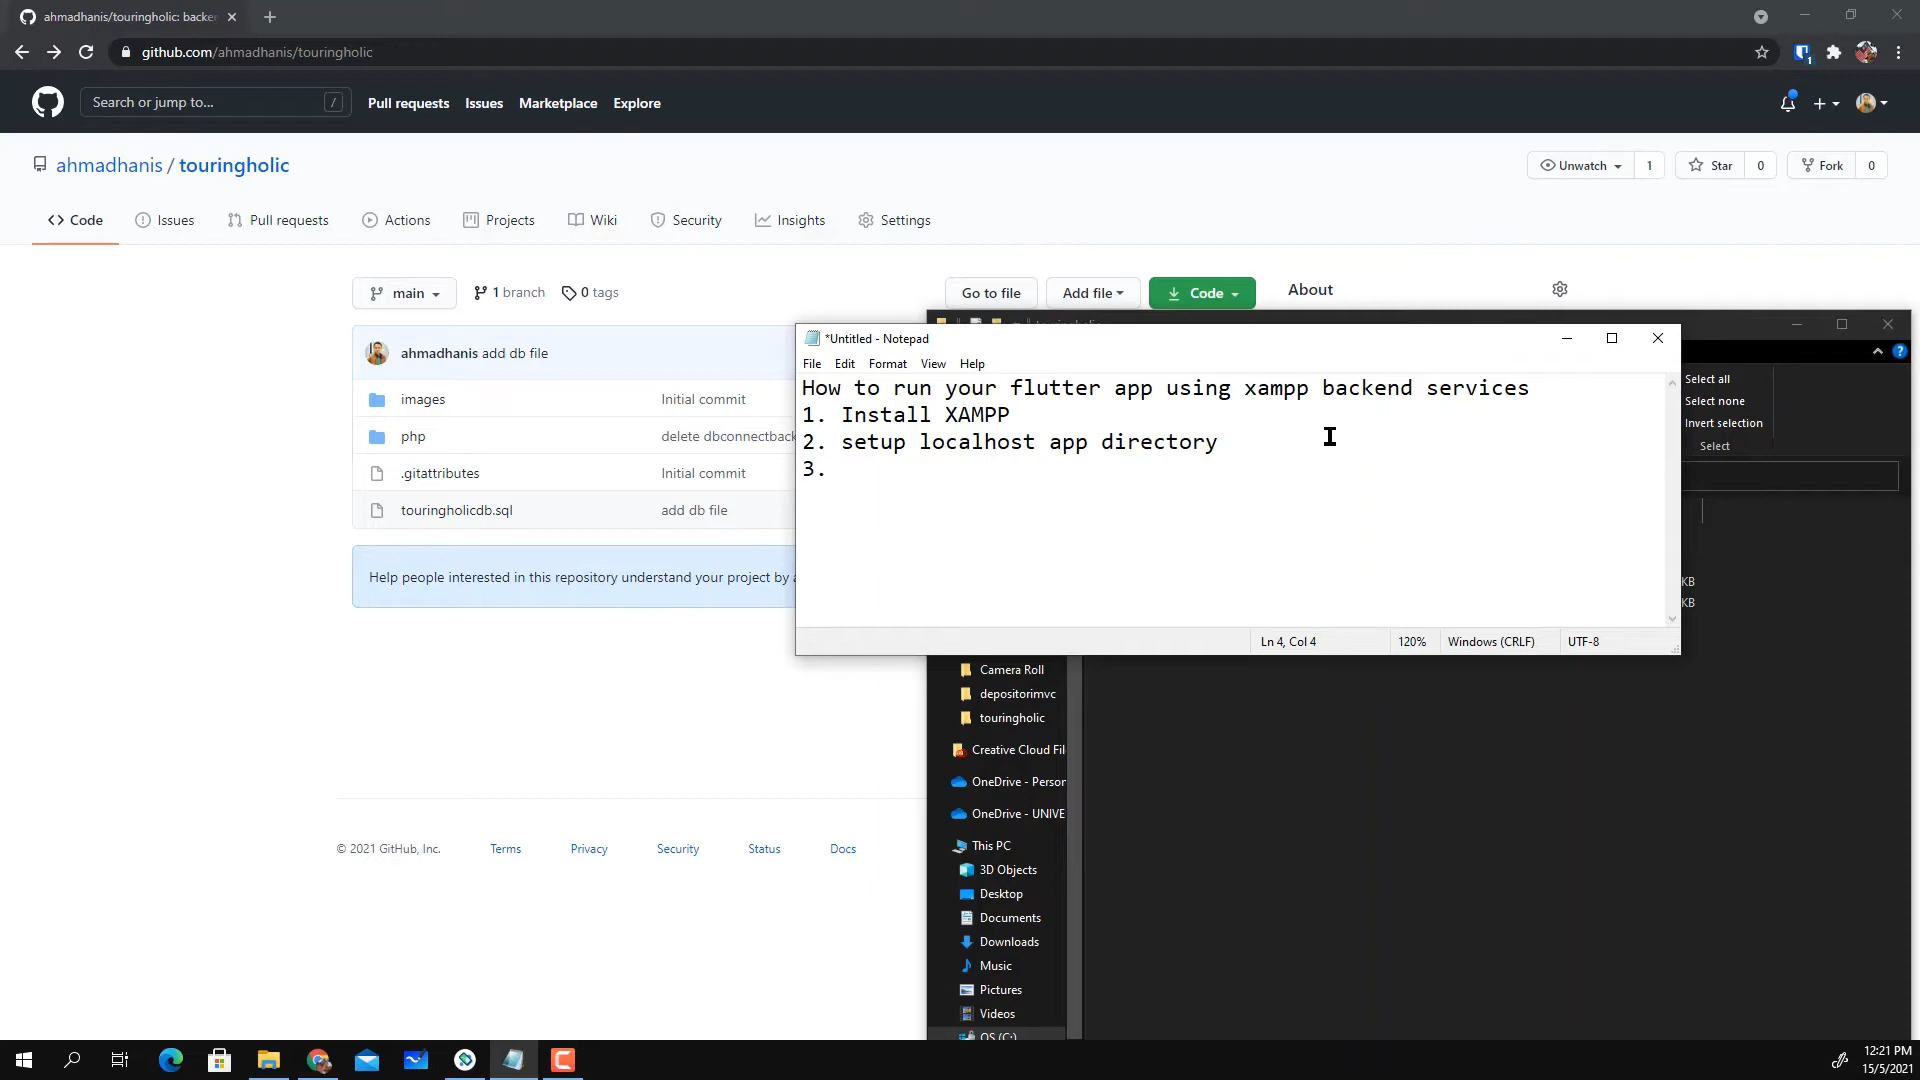 ahmadhanis/touringholic: backe
github.com/ahmadhanis/touringholic
1
Search or jump to... /
Pull requests Issues Marketplace Explore
ahmadhanis / touringholic
Unwatch 1 Star 0 Fork 0
Code Issues Pull requests Actions Projects Wiki Security Insights Settings
main 1 branch 0 tags Go to file Add file Code About
ahmadhanis add db file
images Initial commit
php delete dbconnectback
.gitattributes Initial commit
touringholicdb.sql add db file
Help people interested in this repository understand your project by a
© 2021 GitHub, Inc. Terms Privacy Security Status Docs
*Untitled - Notepad
File Edit Format View Help
How to run your flutter app using xampp backend services
1. Install XAMPP
2. setup localhost app directory
3.
Ln 4, Col 4 120% Windows (CRLF) UTF-8
Select all
Select none
Invert selection
Select
KB
KB
Camera Roll
depositorimvc
touringholic
Creative Cloud Fil
OneDrive - Person
OneDrive - UNIVE
This PC
3D Objects
Desktop
Documents
Downloads
Music
Pictures
Videos
OS (C:)
12:21 PM
15/5/2021